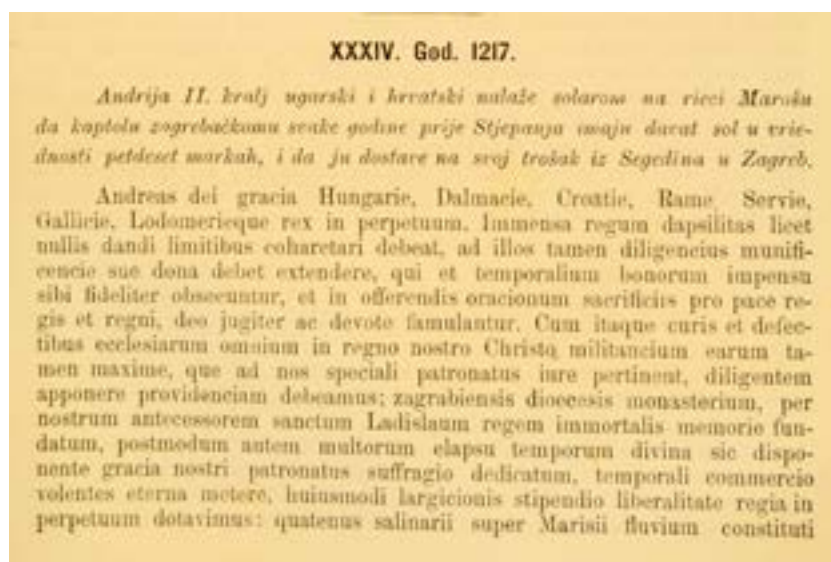 XXXIV. God. 1217.
Andrija II. kralj ugarski i hrvatski nalaže solarom na rieci Marošu
da kaptolu zagrebačkomu svake godine prije Stjepanja imaju davat sol u vrie-
dnosti petdeset markah, i da ju dostave na svoj trošak iz Segedina u Zagreb.
Andreas dei gracia Hungarie, Dalmacie, Croatie, Rame, Servie,
Gallicie, Lodomerieque rex in perpetuum. Immensa regum dapsilitas licet
nullis dandi limitibus coharetari debeat, ad illos tamen diligencius munifi-
cencie sue dona debet extendere, qui et temporalium bonorum impensu
sibi fideliter obsecuntur, et in offerendis oracionum sacrificiis pro pace re-
gis et regni, deo jugiter ac devote famulantur. Cum itaque curis et defec-
tibus ecclesiarum omnium in regno nostro Christo militancium earum ta-
men maxime, que ad nos speciali patronatus iure pertinent, diligentem
apponere providenciam debeamus; zagrabiensis diocesis monasterium, per
nostrum antecessorem sanctum Ladislaum regem immortalis memorie fun-
datum, postmodum autem multorum elapsu temporum divina sic dispo-
nente gracia nostri patronatus suffragio dedicatum, temporali commercio
volentes eterna metere, huiusmodi largicionis stipendio liberalitate regia in
perpetuum dotavimus: quatenus salinarii super Marisii fluvium constituti